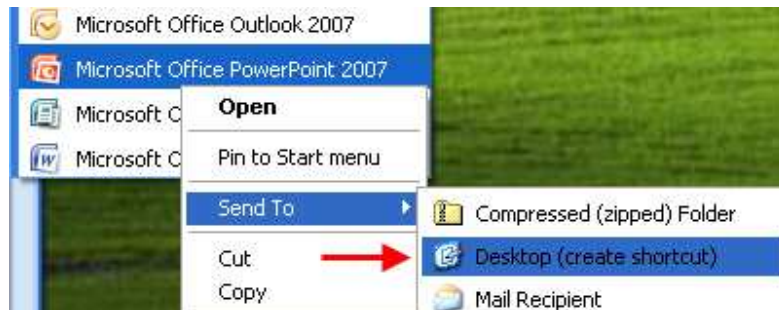 Microsoft Office Outlook 2007
Microsoft Office PowerPoint 2007
Microsoft O
Microsoft O
Open
Pin to Start menu
Send To
Cut
Copy
Compressed (zipped) Folder
Desktop (create shortcut)
Mail Recipient